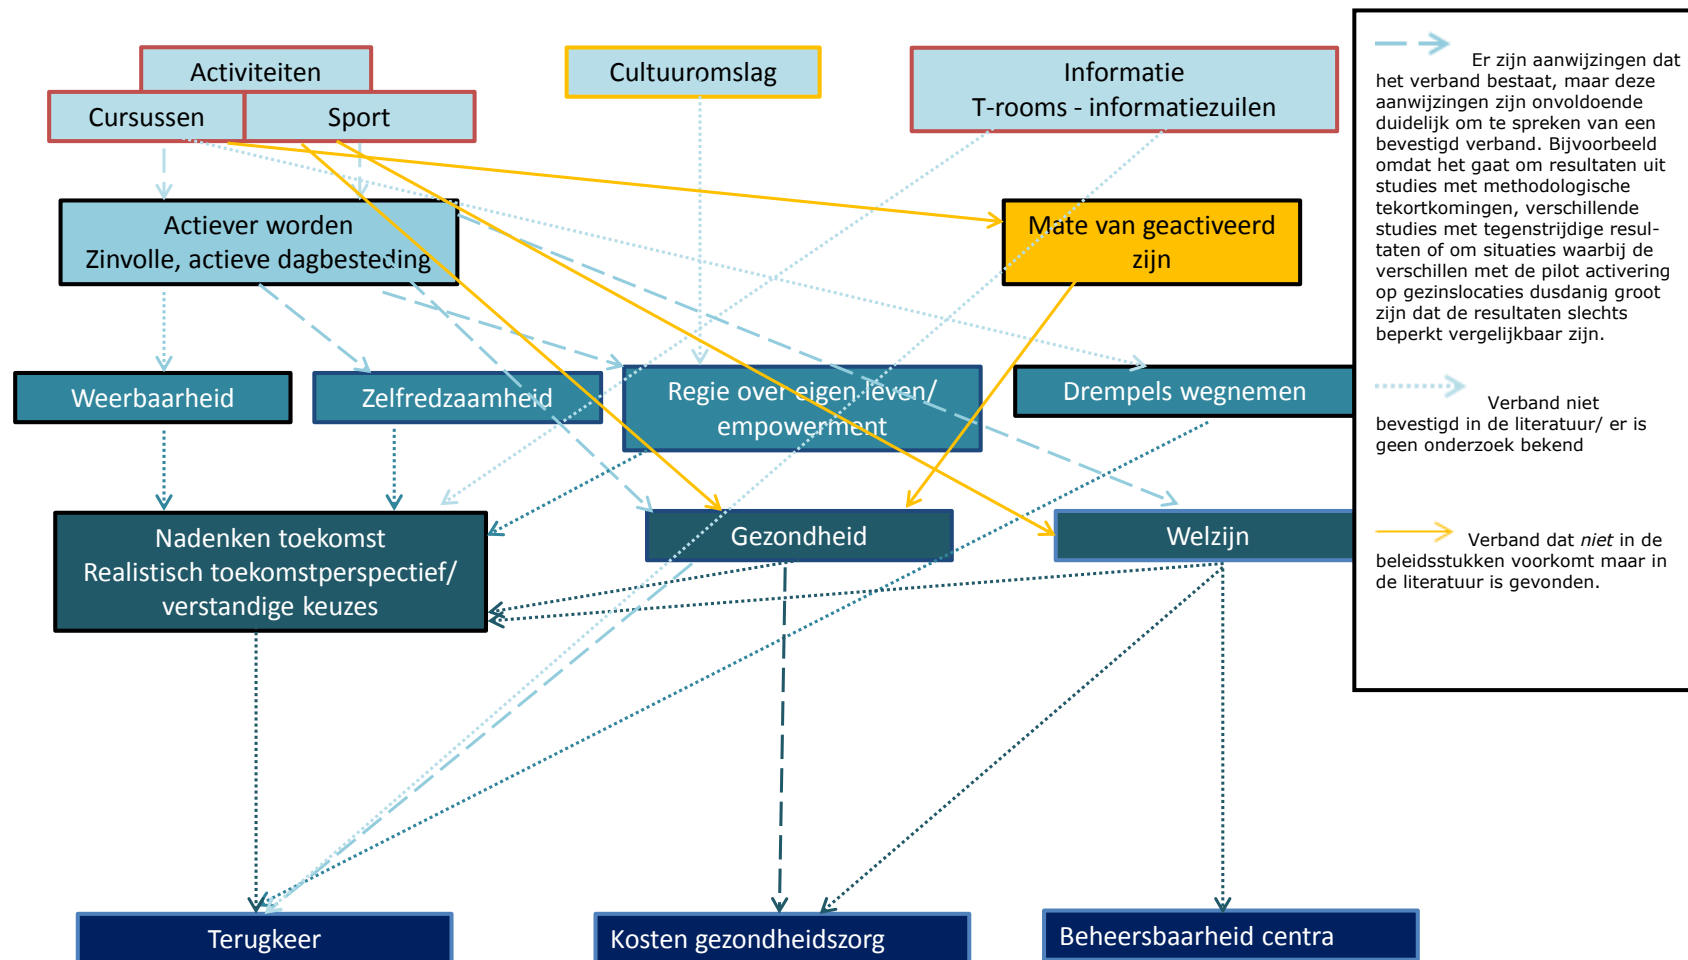 Activiteiten
Cursussen
Sport
Cultuuromslag
Informatie
T-rooms - informatiezuilen
Actiever worden
Zinvolle, actieve dagbesteding
Mate van geactiveerd
zijn
Weerbaarheid
Zelfredzaamheid
Regie over eigen leven/
empowerment
Drempels wegnemen
Nadenken toekomst
Realistisch toekomstperspectief/
verstandige keuzes
Gezondheid
Welzijn
Terugkeer
Kosten gezondheidszorg
Beheersbaarheid centra
Er zijn aanwijzingen dat
het verband bestaat, maar deze
aanwijzingen zijn onvoldoende
duidelijk om te spreken van een
bevestigd verband. Bijvoorbeeld
omdat het gaat om resultaten uit
studies met methodologische
tekortkomingen, verschillende
studies met tegenstrijdige resul-
taten of om situaties waarbij de
verschillen met de pilot activering
op gezinslocaties dusdanig groot
zijn dat de resultaten slechts
beperkt vergelijkbaar zijn.
Verband niet
bevestigd in de literatuur/ er is
geen onderzoek bekend
Verband dat niet in de
beleidsstukken voorkomt maar in
de literatuur is gevonden.